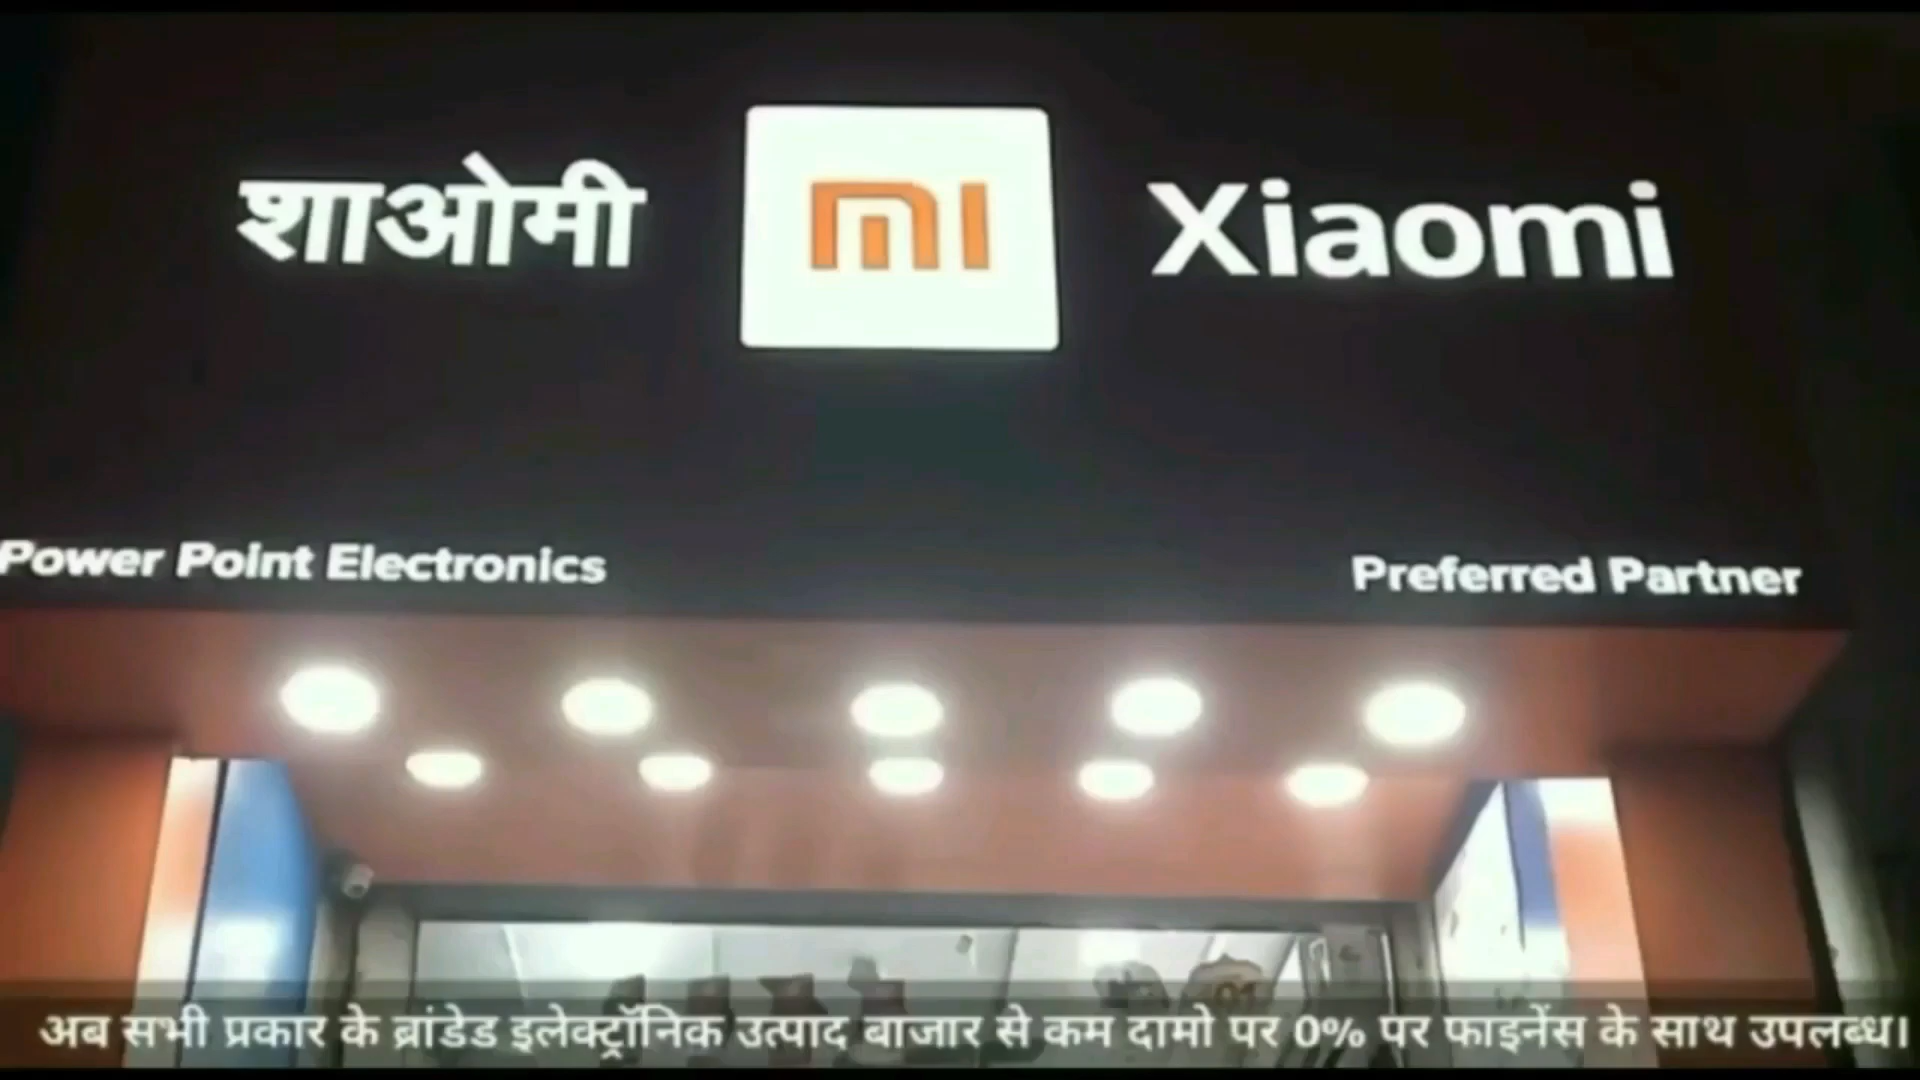 शाओमी mi Xiaomi
Power Point Electronics Preferred Partner
अब सभी प्रकार के ब्रांडेड इलेक्ट्रॉनिक उत्पाद बाजार से कम दामो पर 0% पर फाइनेंस के साथ उपलब्ध।